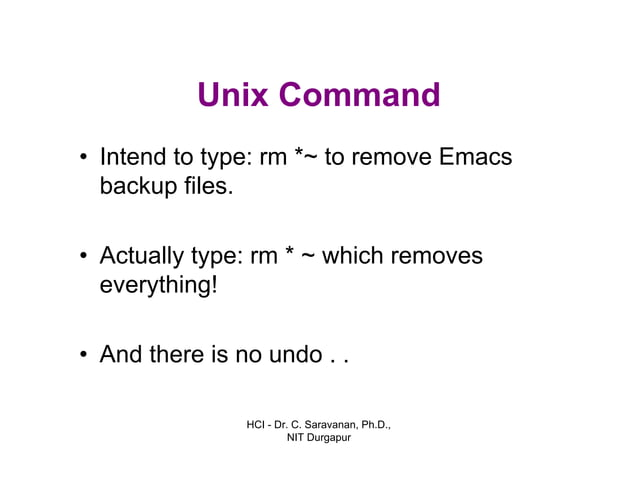 Unix Command
• Intend to type: rm *~ to remove Emacs
backup files.
• Actually type: rm * ~ which removes
everything!
• And there is no undo . .
HCI - Dr. C. Saravanan, Ph.D.,
NIT Durgapur